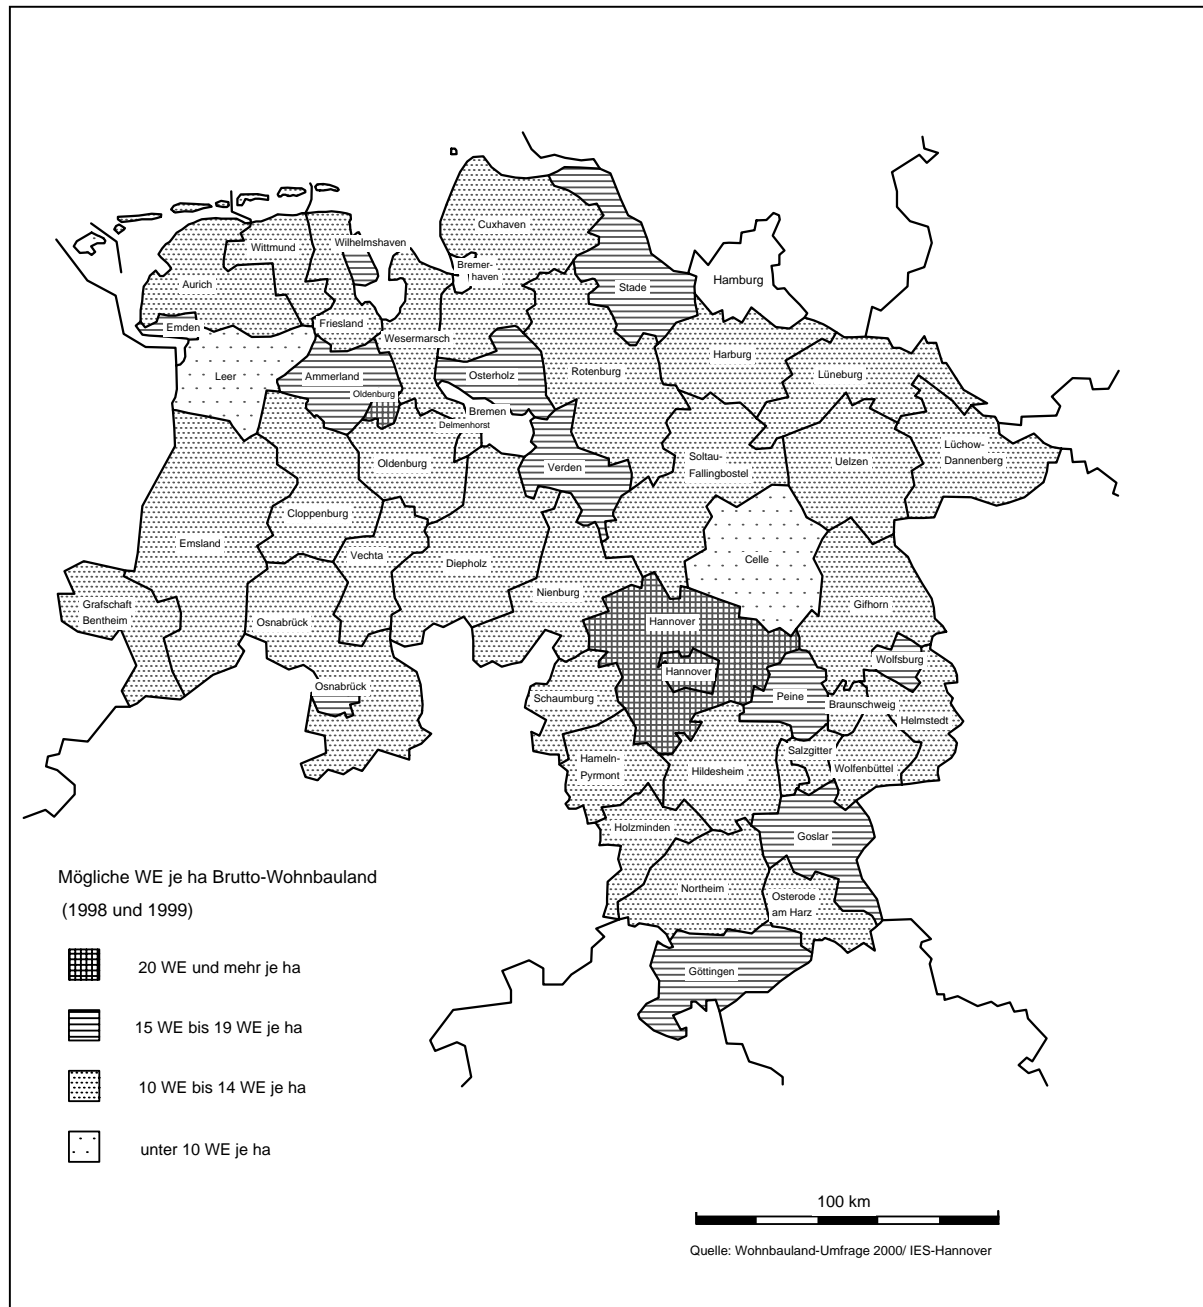 Cuxhaven
Wittmund
Wilhelmshaven
Bremer-
haven
Hamburg
Aurich
Stade
Emden
Friesland
Wesermarsch
Harburg
Lüneburg
Leer
Ammerland
Osterholz
Rotenburg
Oldenburg
Bremen
Delmenhorst
Lüchow-
Dannenberg
Oldenburg
Verden
Soltau-
Fallingbostel
Uelzen
Cloppenburg
Emsland
Vechta
Diepholz
Celle
Nienburg
Grafschaft
Bentheim
Osnabrück
Hannover
Gifhorn
Wolfsburg
Hannover
Osnabrück
Schaumburg
Peine
Braunschweig
Helmstedt
Salzgitter
Hameln-
Pyrmont
Hildesheim
Wolfenbüttel
Holzminden
Goslar
Northeim
Osterode
am Harz
Göttingen
Mögliche WE je ha Brutto-Wohnbauland
(1998 und 1999)
20 WE und mehr je ha
15 WE bis 19 WE je ha
10 WE bis 14 WE je ha
unter 10 WE je ha
100 km
Quelle: Wohnbauland-Umfrage 2000/ IES-Hannover